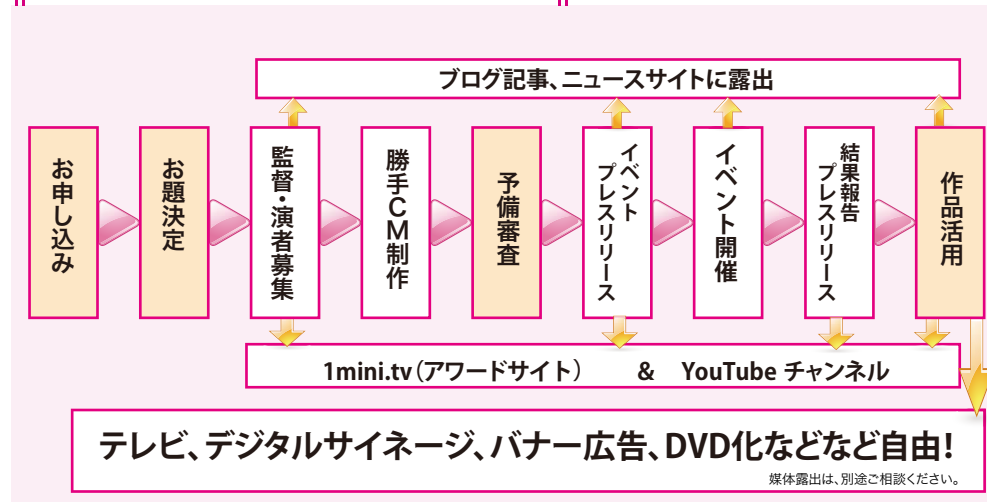 ブログ記事、ニュースサイトに露出
お申し込み
お題決定
監督・演者募集
勝手CM制作
予備審査
イベント
プレスリリース
イベント開催
結果報告
プレスリリース
作品活用
1mini.tv（アワードサイト） & YouTube チャンネル
テレビ、デジタルサイネージ、バナー広告、DVD化などなど自由！
媒体露出は、別途ご相談ください。